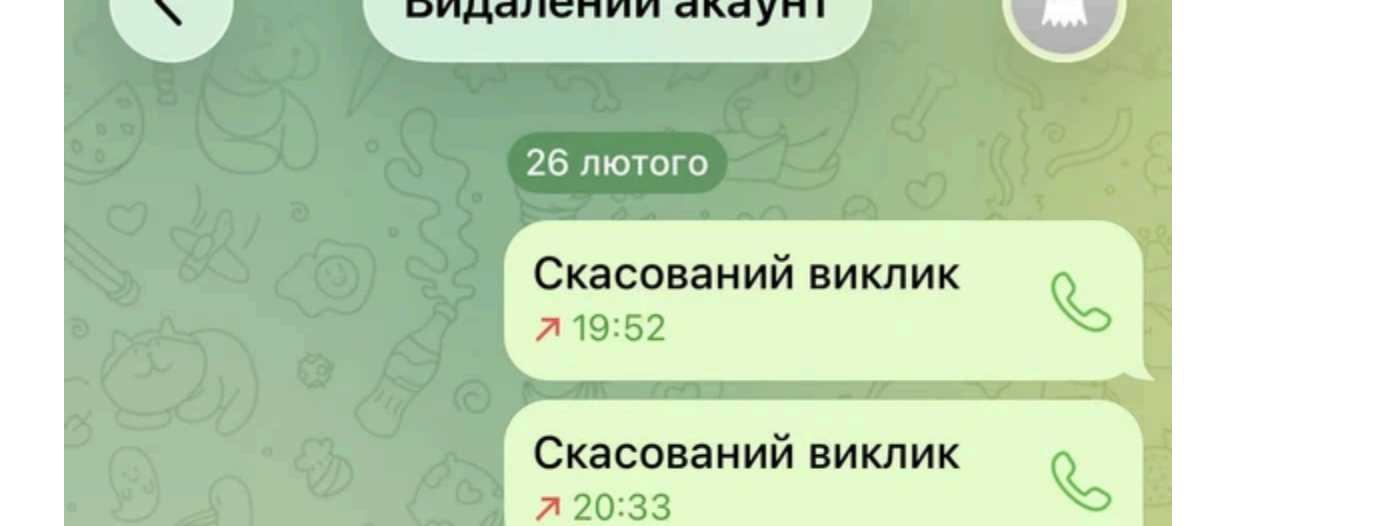 Видалений акаунт
26 лютого
Скасований виклик
19:52
Скасований виклик
20:33